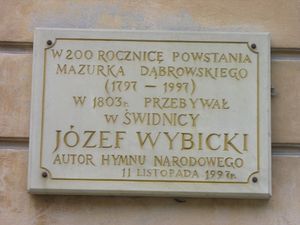 W 200 ROCZNICĘ POWSTANIA
MAZURKA DĄBROWSKIEGO
(1797 – 1997)
W 1803r. PRZEBYWAŁ
W ŚWIDNICY
JÓZEF WYBICKI
AUTOR HYMNU NARODOWEGO
11 LISTOPADA 1997r.